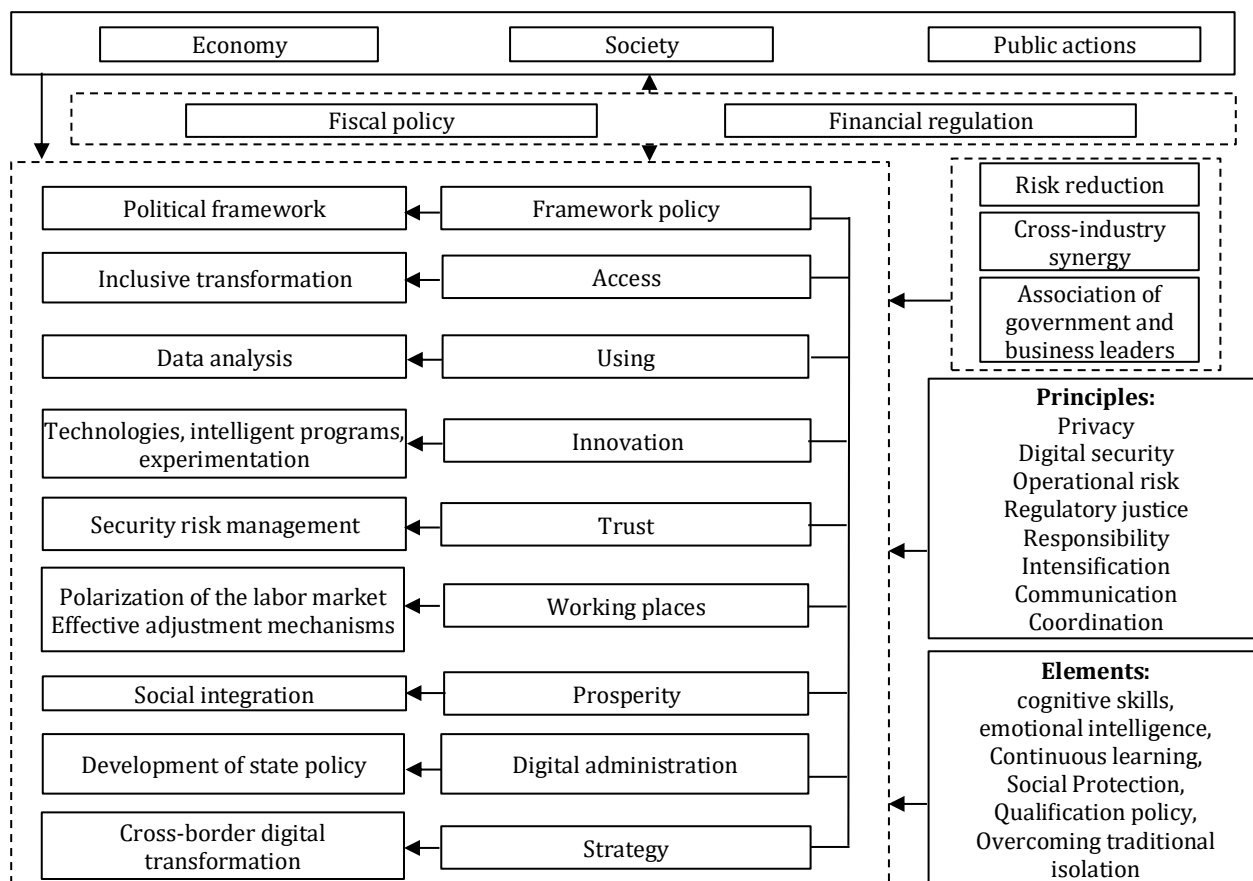 Economy
Society
Public actions
Fiscal policy
Financial regulation
Political framework
Framework policy
Inclusive transformation
Access
Data analysis
Using
Technologies, intelligent programs,
experimentation
Innovation
Security risk management
Trust
Polarization of the labor market
Effective adjustment mechanisms
Working places
Social integration
Prosperity
Development of state policy
Digital administration
Cross-border digital
transformation
Strategy
Risk reduction
Cross-industry
synergy
Association of
government and
business leaders
Principles:
Privacy
Digital security
Operational risk
Regulatory justice
Responsibility
Intensification
Communication
Coordination
Elements:
cognitive skills,
emotional intelligence,
Continuous learning,
Social Protection,
Qualification policy,
Overcoming traditional
isolation